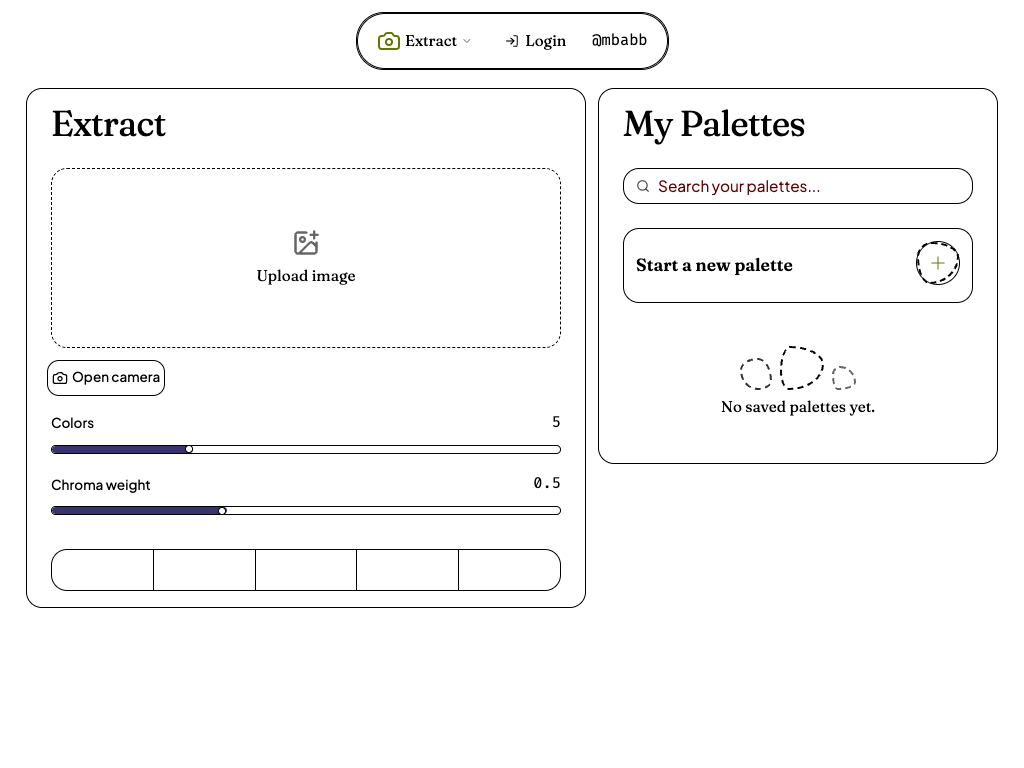 Extract
Login
@mbabb
Extract
Upload image
Open camera
Colors
5
Chroma weight
0.5
My Palettes
Search your palettes...
Start a new palette
No saved palettes yet.